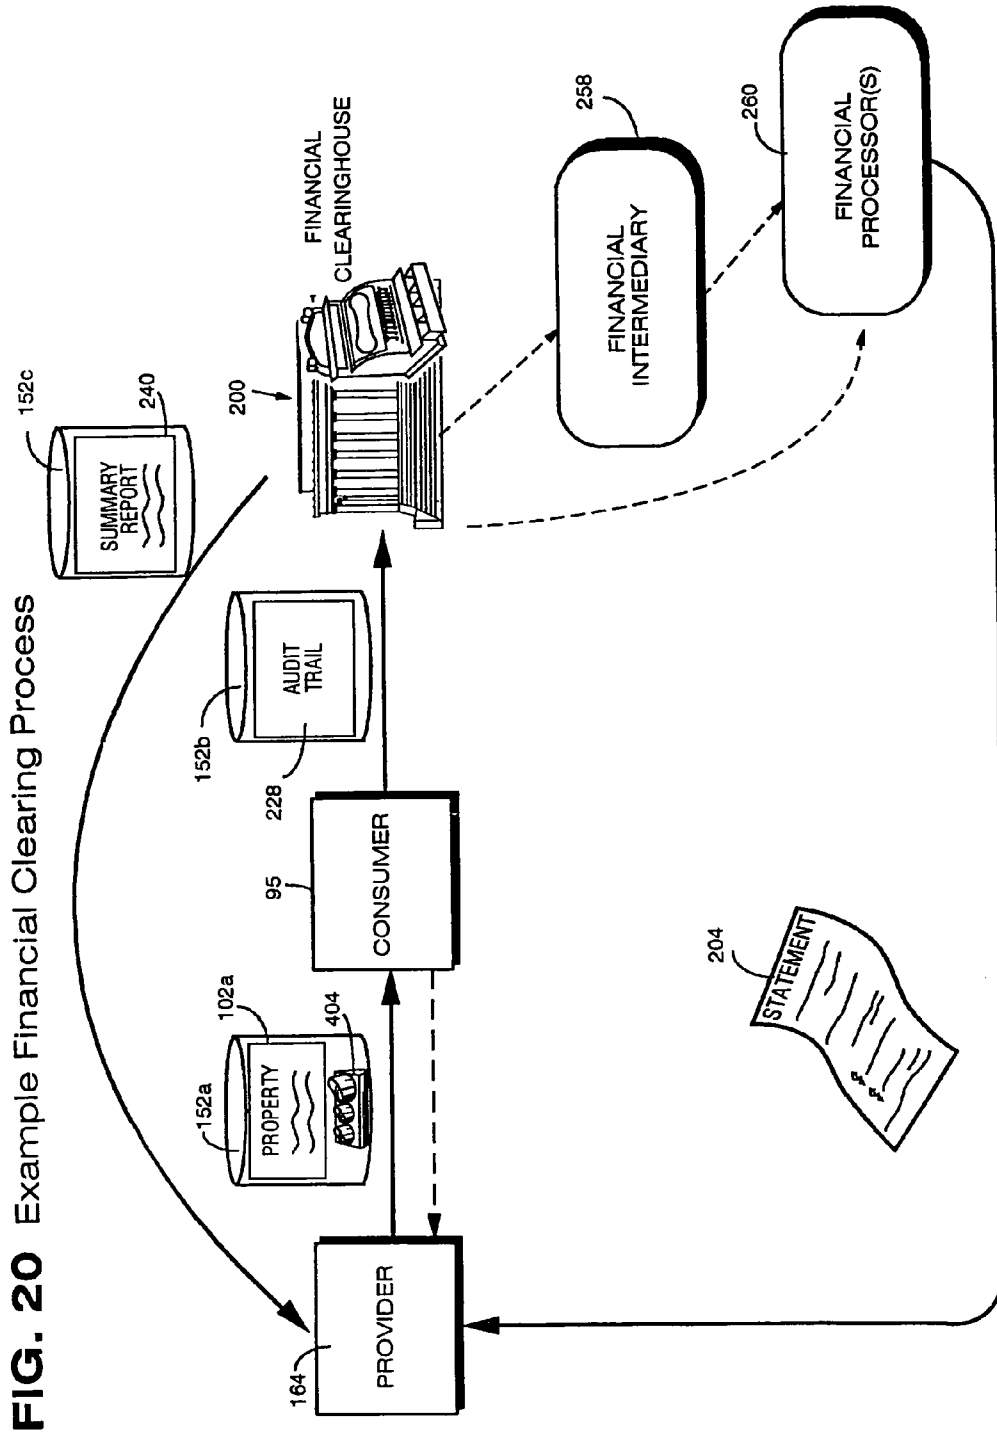 FIG. 20 Example Financial Clearing Process
152c
SUMMARY
REPORT
240
152a
PROPERTY
102a
404
152b
AUDIT
TRAIL
228
200
FINANCIAL
CLEARINGHOUSE
164
PROVIDER
95
CONSUMER
FINANCIAL
INTERMEDIARY
258
204
STATEMENT
FINANCIAL
PROCESSOR(S)
260